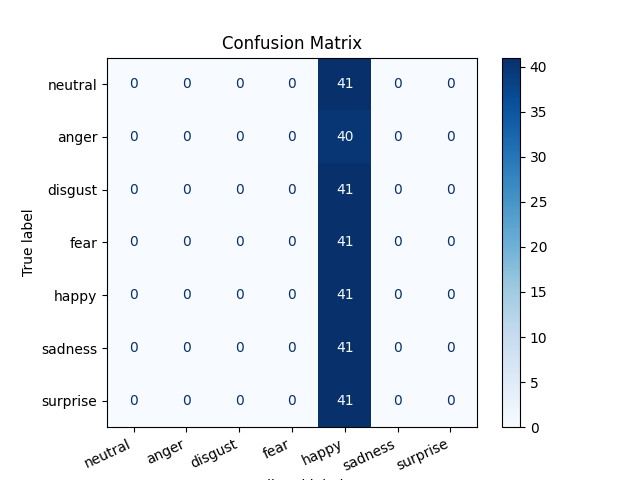 Confusion Matrix
neutral 0 0 0 0 41 0 0
anger 0 0 0 0 40 0 0
disgust 0 0 0 0 41 0 0
fear 0 0 0 0 41 0 0
happy 0 0 0 0 41 0 0
sadness 0 0 0 0 41 0 0
surprise 0 0 0 0 41 0 0
neutral anger disgust fear happy sadness surprise
True label
40
35
30
25
20
15
10
5
0